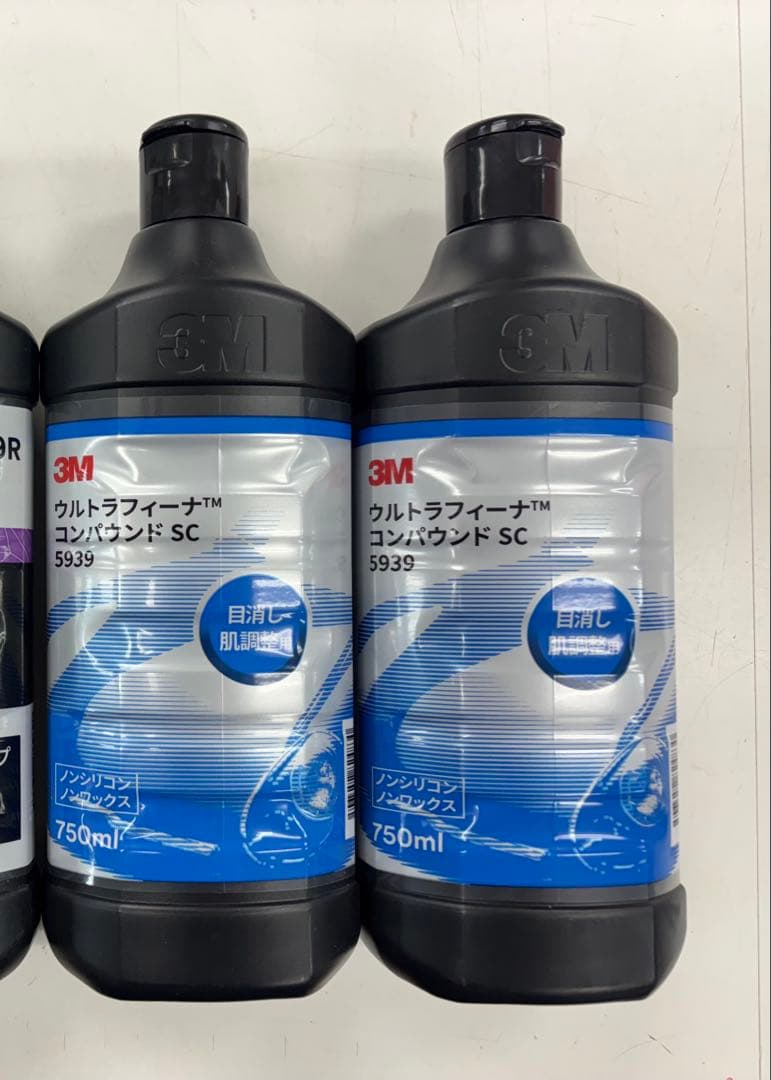 9R
プ
3M
3M
ウルトラフィーナ™
コンパウンド SC
5939
目消し
肌調整用
ノンシリコン
ノンワックス
750ml
3M
3M
ウルトラフィーナ™
コンパウンド SC
5939
目消し
肌調整用
ノンシリコン
ノンワックス
750ml